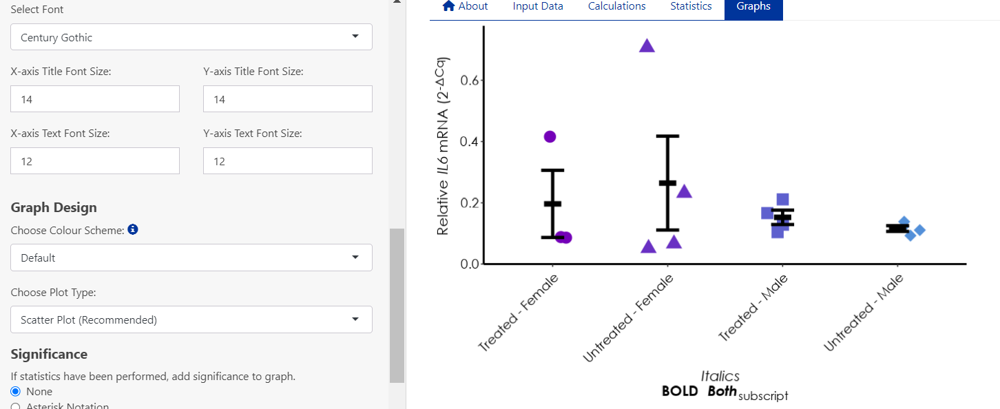 Select Font
Century Gothic
X-axis Title Font Size:
Y-axis Title Font Size:
14
14
X-axis Text Font Size:
Y-axis Text Font Size:
12
12
Graph Design
Choose Colour Scheme:
Default
Choose Plot Type:
Scatter Plot (Recommended)
Significance
If statistics have been performed, add significance to graph.
None
Asterisk Notation
About
Input Data
Calculations
Statistics
Graphs
Relative IL6 mRNA (2-ΔCq)
0.6
0.4
0.2
0.0
Treated - Female
Untreated - Female
Treated - Male
Untreated - Male
Italics
BOLD Both subscript